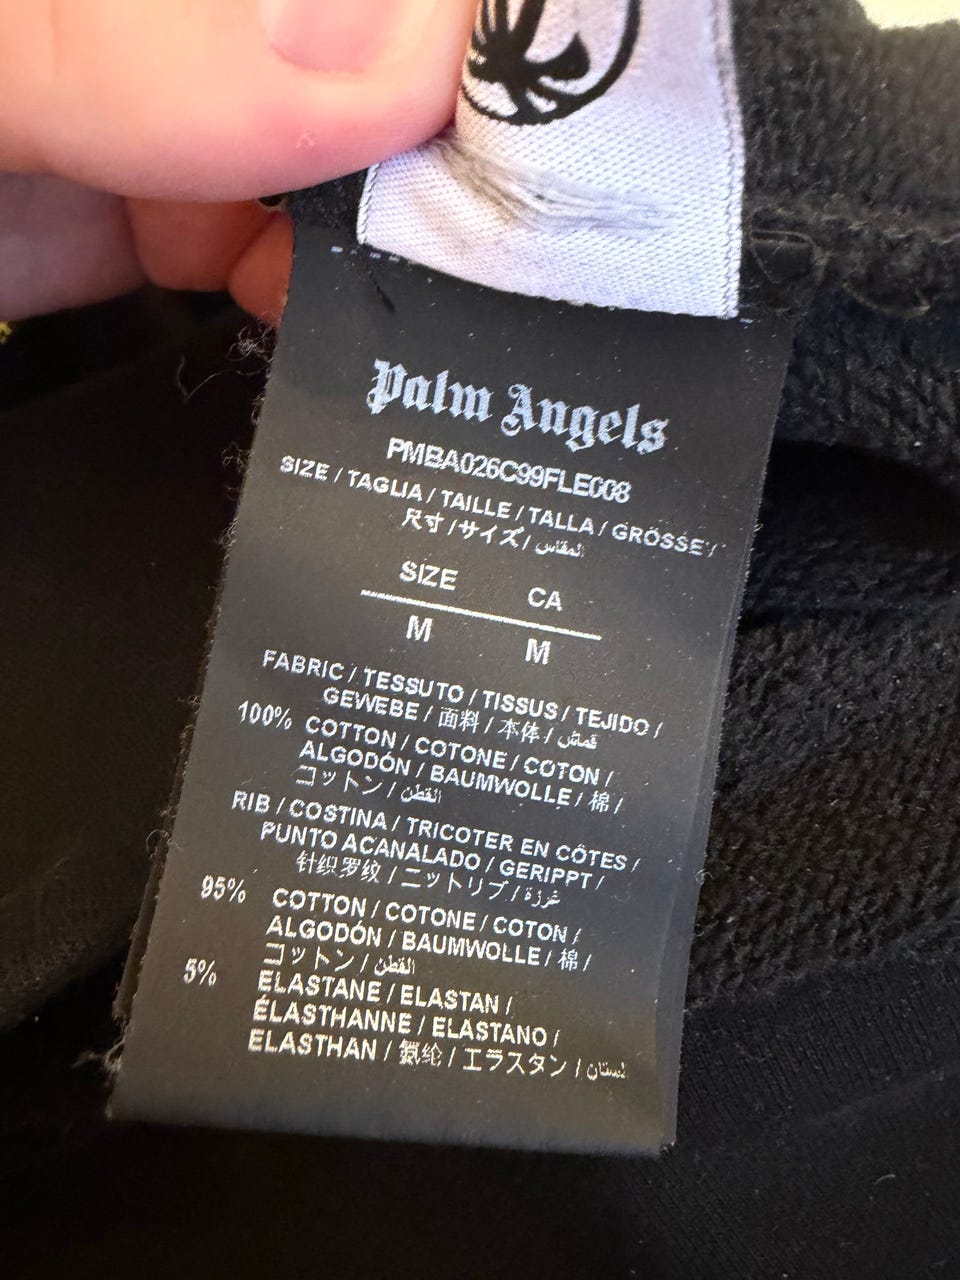 Palm Angels
PMBA026C99FLE008
SIZE / TAGLIA / TAILLE / TALLA / GRÖSSE /
尺寸 / サイズ / المقاس
SIZE CA
M M
FABRIC / TESSUTO / TISSUS / TEJIDO /
GEWEBE / 面料 / 本体 / قماش
100% COTTON / COTONE / COTON /
ALGODÓN / BAUMWOLLE / 棉 /
コットン / القطن
RIB / COSTINA / TRICOTER EN CÔTES /
PUNTO ACANALADO / GERIPPT /
针织罗纹 / ニットリブ / غرزة
95% COTTON / COTONE / COTON /
ALGODÓN / BAUMWOLLE / 棉 /
コットン / القطن
5% ELASTANE / ELASTAN /
ÉLASTHANNE / ELASTANO /
ELASTHAN / 氨纶 / エラスタン /